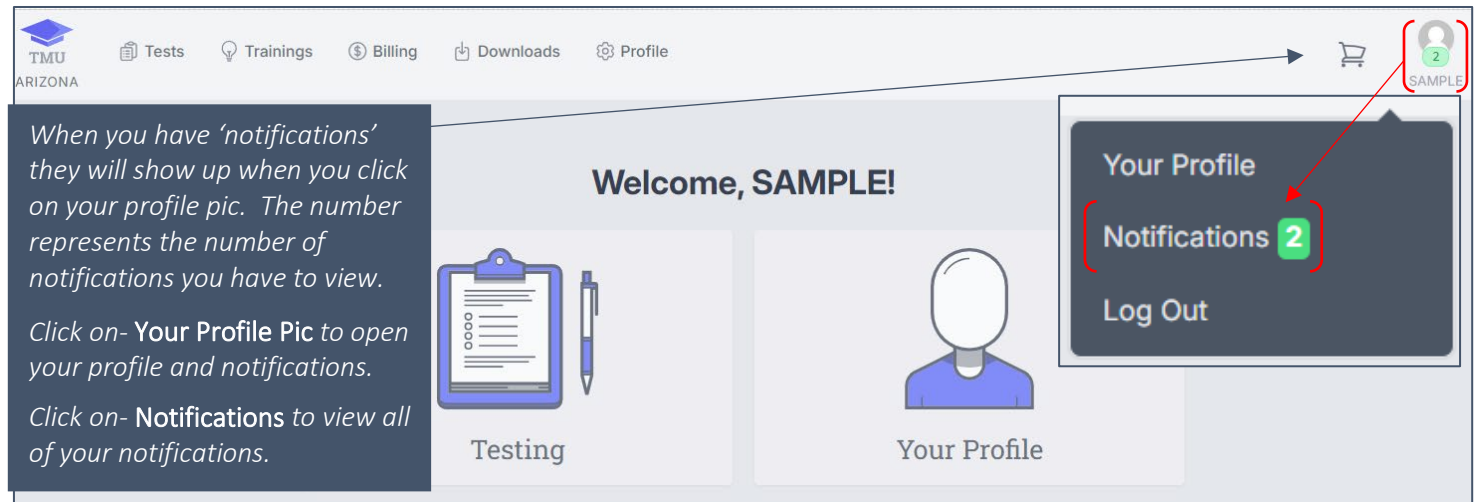 TMU
ARIZONA
Tests
Trainings
Billing
Downloads
Profile
2
SAMPLE
When you have ‘notifications’
they will show up when you click
on your profile pic.  The number
represents the number of
notifications you have to view.
Click on- Your Profile Pic to open
your profile and notifications.
Click on- Notifications to view all
of your notifications.
Welcome, SAMPLE!
Testing
Your Profile
Your Profile
Notifications 2
Log Out